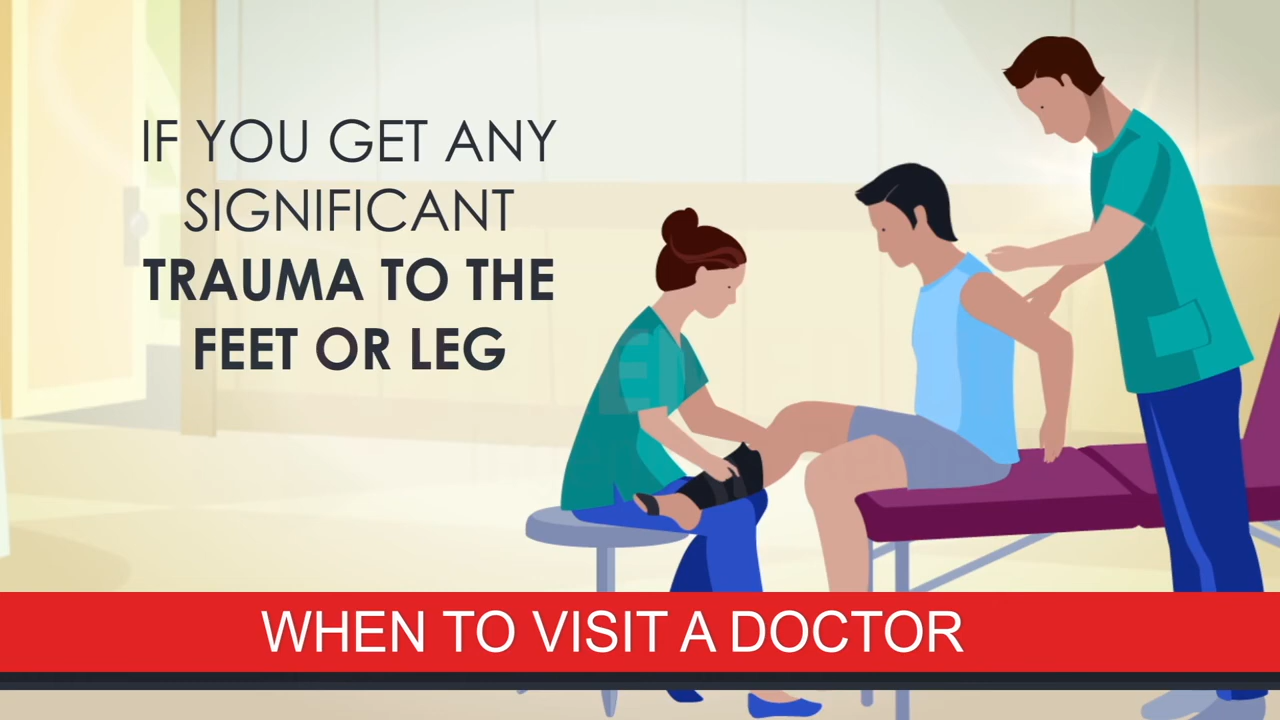 IF YOU GET ANY
SIGNIFICANT
TRAUMA TO THE
FEET OR LEG
WHEN TO VISIT A DOCTOR